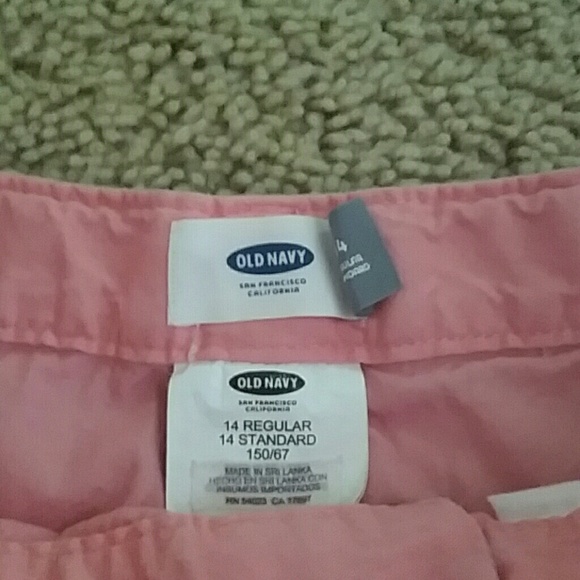 OLD NAVY
SAN FRANCISCO
CALIFORNIA
4
OLD NAVY
SAN FRANCISCO
CALIFORNIA
14 REGULAR
14 STANDARD
150/67
MADE IN SRI LANKA
HECHO EN SRI LANKA CON
INSUMOS IMPORTADOS
RN 54023 CA 17897